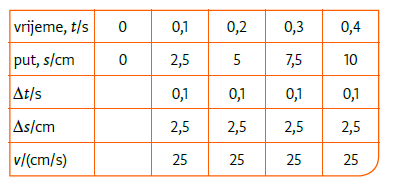 vrijeme, t/s 0 0,1 0,2 0,3 0,4
put, s/cm 0 2,5 5 7,5 10
Δt/s 0,1 0,1 0,1 0,1
Δs/cm 2,5 2,5 2,5 2,5
v/(cm/s) 25 25 25 25